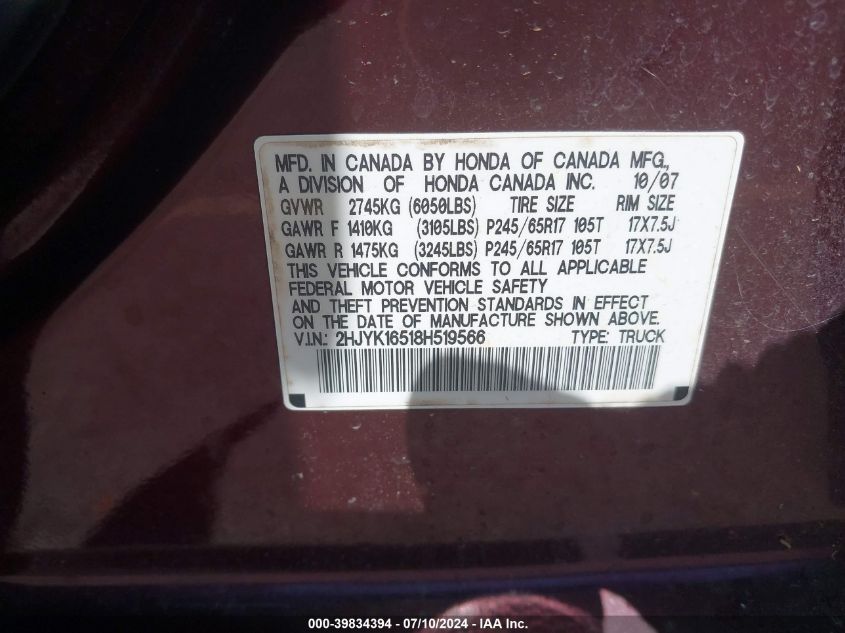 MFD. IN CANADA BY HONDA OF CANADA MFG.,
A DIVISION OF HONDA CANADA INC. 10/07
GVWR 2745KG (6050LBS) TIRE SIZE RIM SIZE
GAWR F 1410KG (3105LBS) P245/65R17 105T 17X7.5J
GAWR R 1475KG (3245LBS) P245/65R17 105T 17X7.5J
THIS VEHICLE CONFORMS TO ALL APPLICABLE
FEDERAL MOTOR VEHICLE SAFETY
AND THEFT PREVENTION STANDARDS IN EFFECT
ON THE DATE OF MANUFACTURE SHOWN ABOVE.
V.I.N.: 2HJYK16518H519566 TYPE: TRUCK
000-39834394 - 07/10/2024 - IAA Inc.